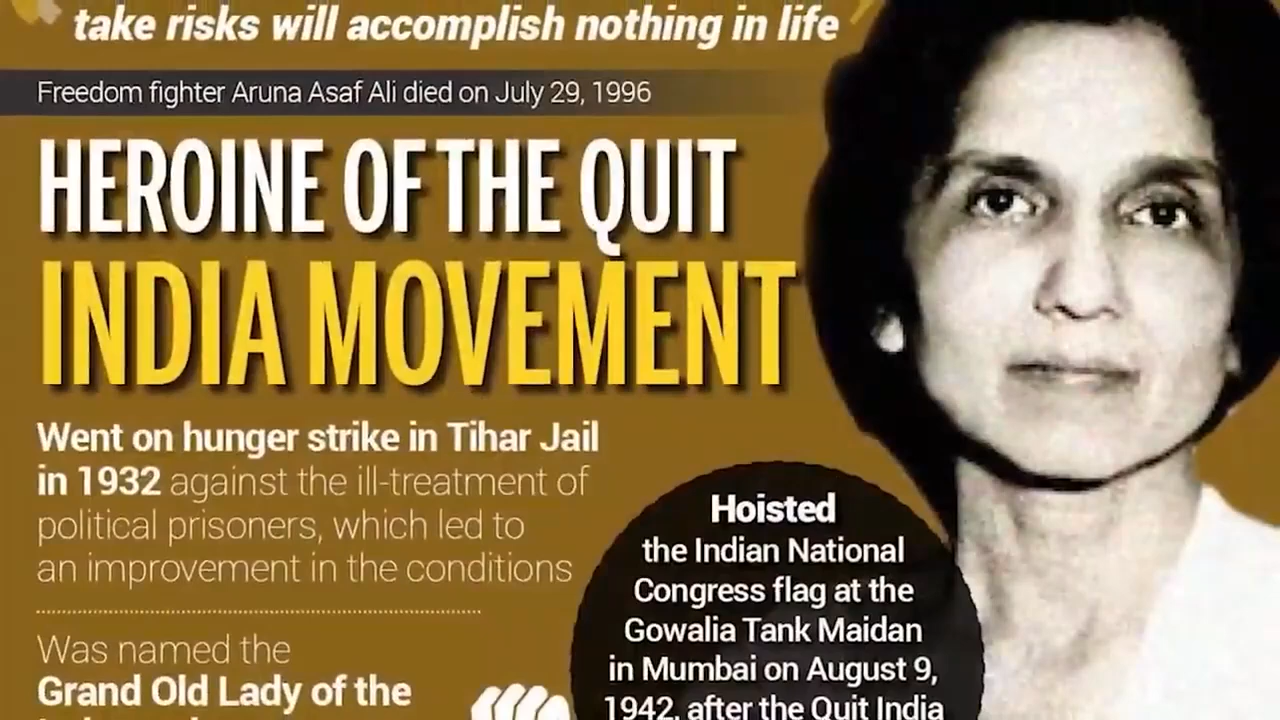 take risks will accomplish nothing in life
Freedom fighter Aruna Asaf Ali died on July 29, 1996
HEROINE OF THE QUIT
INDIA MOVEMENT
Went on hunger strike in Tihar Jail
in 1932 against the ill-treatment of
political prisoners, which led to
an improvement in the conditions
Was named the
Grand Old Lady of the
Hoisted
the Indian National
Congress flag at the
Gowalia Tank Maidan
in Mumbai on August 9,
1942, after the Quit India